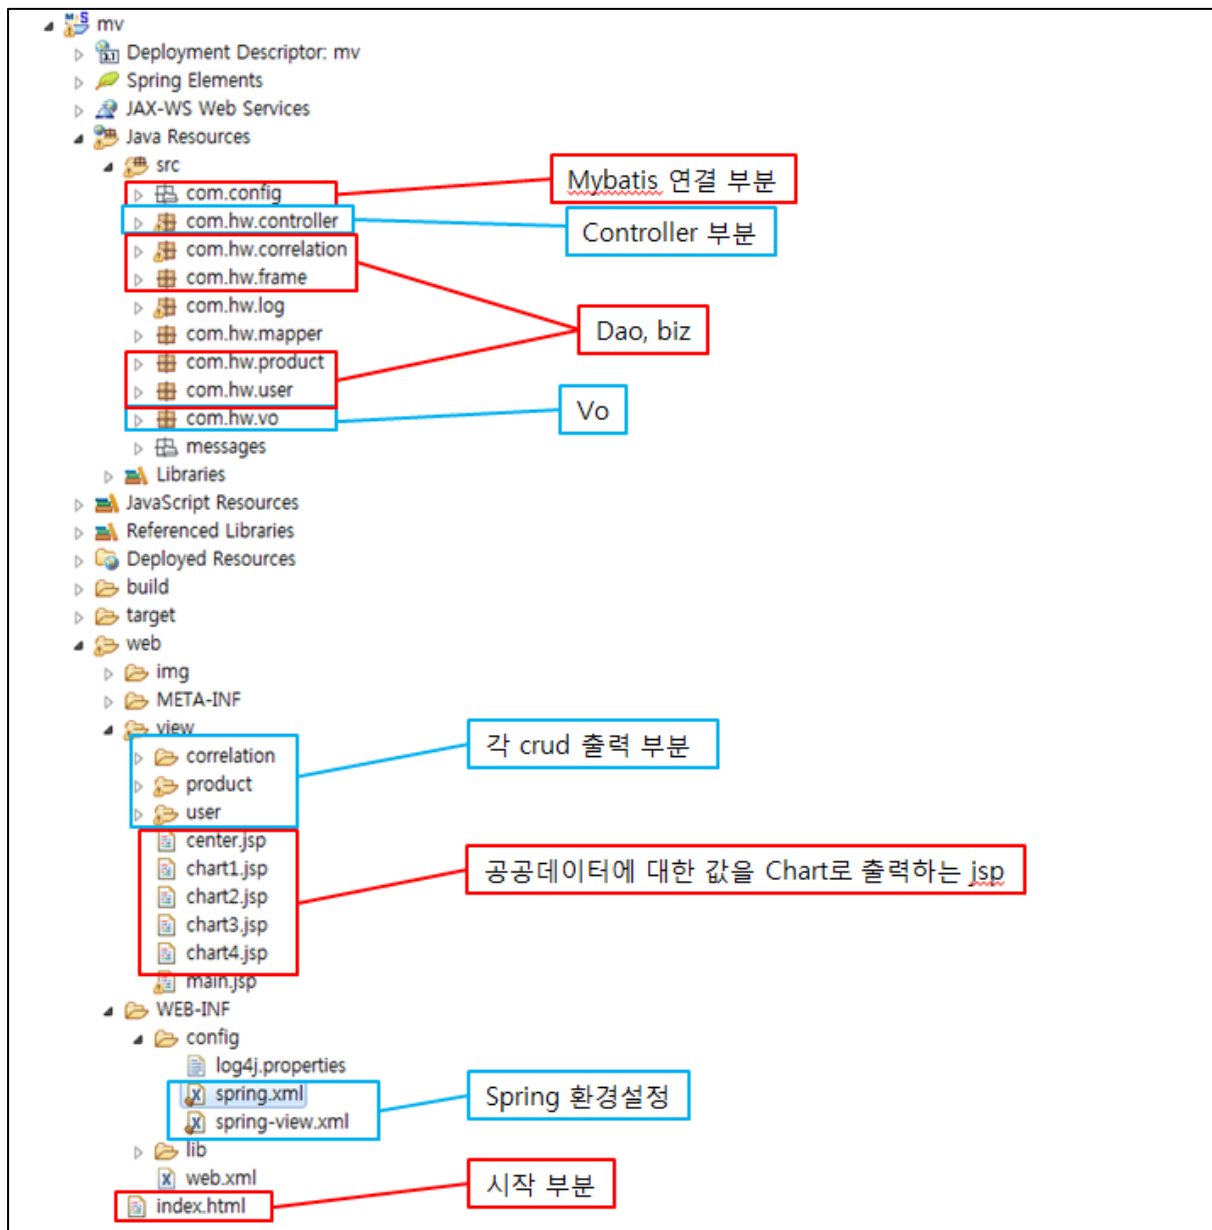 mv
Deployment Descriptor: mv
Spring Elements
JAX-WS Web Services
Java Resources
src
com.config
Mybatis 연결 부분
com.hw.controller
Controller 부분
com.hw.correlation
com.hw.frame
com.hw.log
com.hw.mapper
Dao, biz
com.hw.product
com.hw.user
com.hw.vo
Vo
messages
Libraries
JavaScript Resources
Referenced Libraries
Deployed Resources
build
target
web
img
META-INF
view
correlation
각 crud 출력 부분
product
user
center.jsp
chart1.jsp
공공데이터에 대한 값을 Chart로 출력하는 jsp
chart2.jsp
chart3.jsp
chart4.jsp
main.jsp
WEB-INF
config
log4j.properties
spring.xml
Spring 환경설정
spring-view.xml
lib
web.xml
시작 부분
index.html